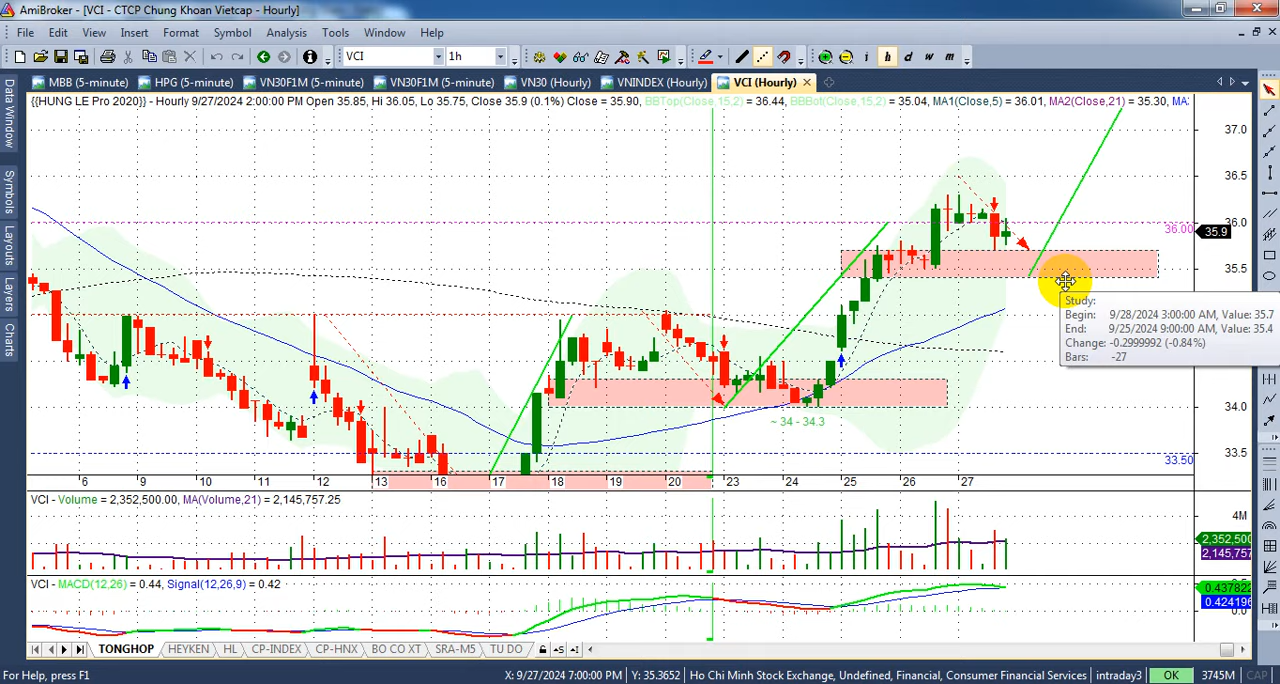 AmiBroker - [VCI - CTCP Chung Khoan Vietcap - Hourly]
File Edit View Insert Format Symbol Analysis Tools Window Help
VCI 1h i h d w m
MBB (5-minute) HPG (5-minute) VN30F1M (5-minute) VN30F1M (5-minute) VN30 (Hourly) VNINDEX (Hourly) VCI (Hourly)
Data Window
Symbols
Layouts
Layers
Charts
{{HUNG LE Pro 2020}} - Hourly 9/27/2024 2:00:00 PM Open 35.85, Hi 36.05, Lo 35.75, Close 35.9 (0.1%) Close = 35.90, BBTop(Close,15,2) = 36.44, BBBot(Close,15,2) = 35.04, MA1(Close,5) = 36.01, MA2(Close,21) = 35.30,
37.0
36.5
36.0
36.00
35.9
35.5
34.0
33.5
33.50
~ 34 - 34.3
Study:
Begin: 9/28/2024 3:00:00 AM, Value: 35.7
End: 9/25/2024 9:00:00 AM, Value: 35.4
Change: -0.2999992 (-0.84%)
Bars: -27
6 9 10 11 12 13 16 17 18 19 20 23 24 25 26 27
VCI - Volume = 2,352,500.00, MA(Volume,21) = 2,145,757.25
4M
2,352,500
2,145,757
VCI - MACD(12,26) = 0.44, Signal(12,26,9) = 0.42
0.437822
0.424196
0.0
TONGHOP HEYKEN HL CP-INDEX CP-HNX BO CO XT SRA-M5 TU DO
For Help, press F1 X: 9/27/2024 7:00:00 PM Y: 35.3652 Ho Chi Minh Stock Exchange, Undefined, Financial, Consumer Financial Services intraday3 OK 3745M CAP